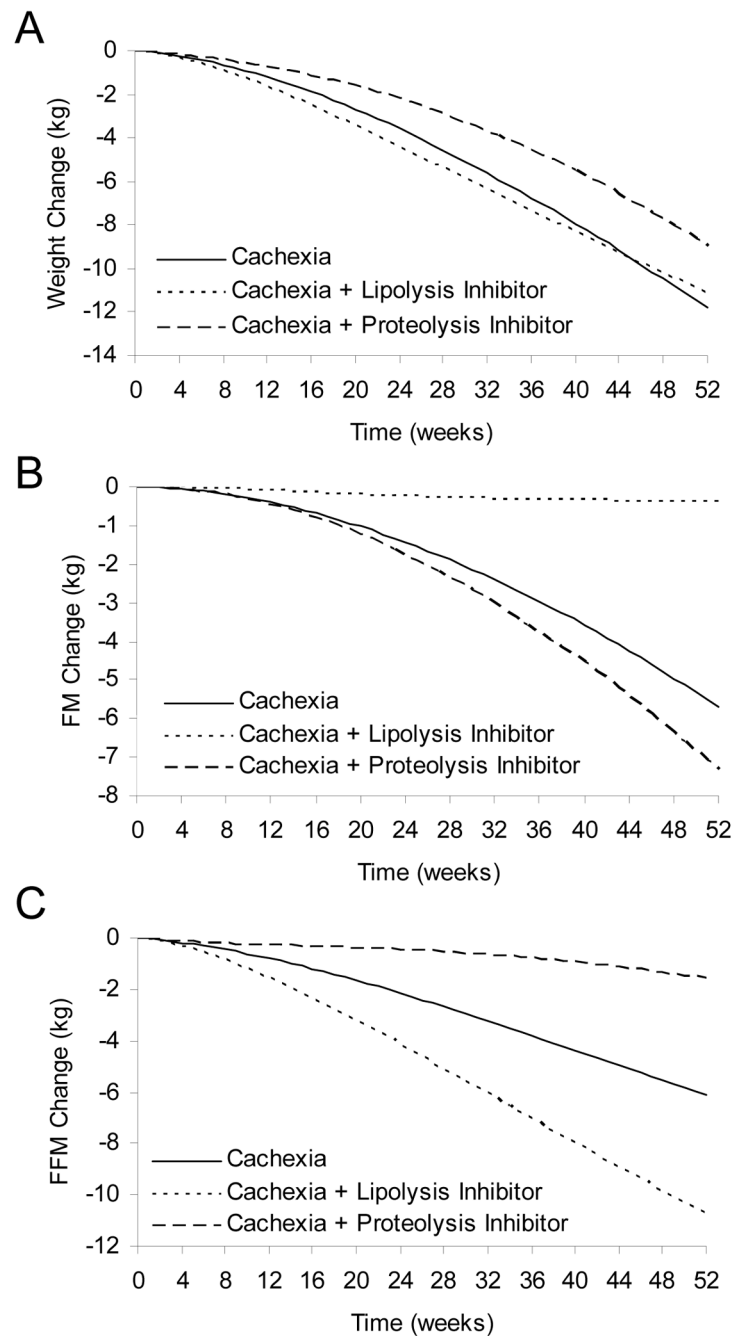 A
0
-2
-4
-6
-8
-10
-12
-14
Weight Change (kg)
Cachexia
Cachexia + Lipolysis Inhibitor
Cachexia + Proteolysis Inhibitor
0 4 8 12 16 20 24 28 32 36 40 44 48 52
Time (weeks)
B
0
-1
-2
-3
-4
-5
-6
-7
-8
FM Change (kg)
Cachexia
Cachexia + Lipolysis Inhibitor
Cachexia + Proteolysis Inhibitor
0 4 8 12 16 20 24 28 32 36 40 44 48 52
Time (weeks)
C
0
-2
-4
-6
-8
-10
-12
FFM Change (kg)
Cachexia
Cachexia + Lipolysis Inhibitor
Cachexia + Proteolysis Inhibitor
0 4 8 12 16 20 24 28 32 36 40 44 48 52
Time (weeks)